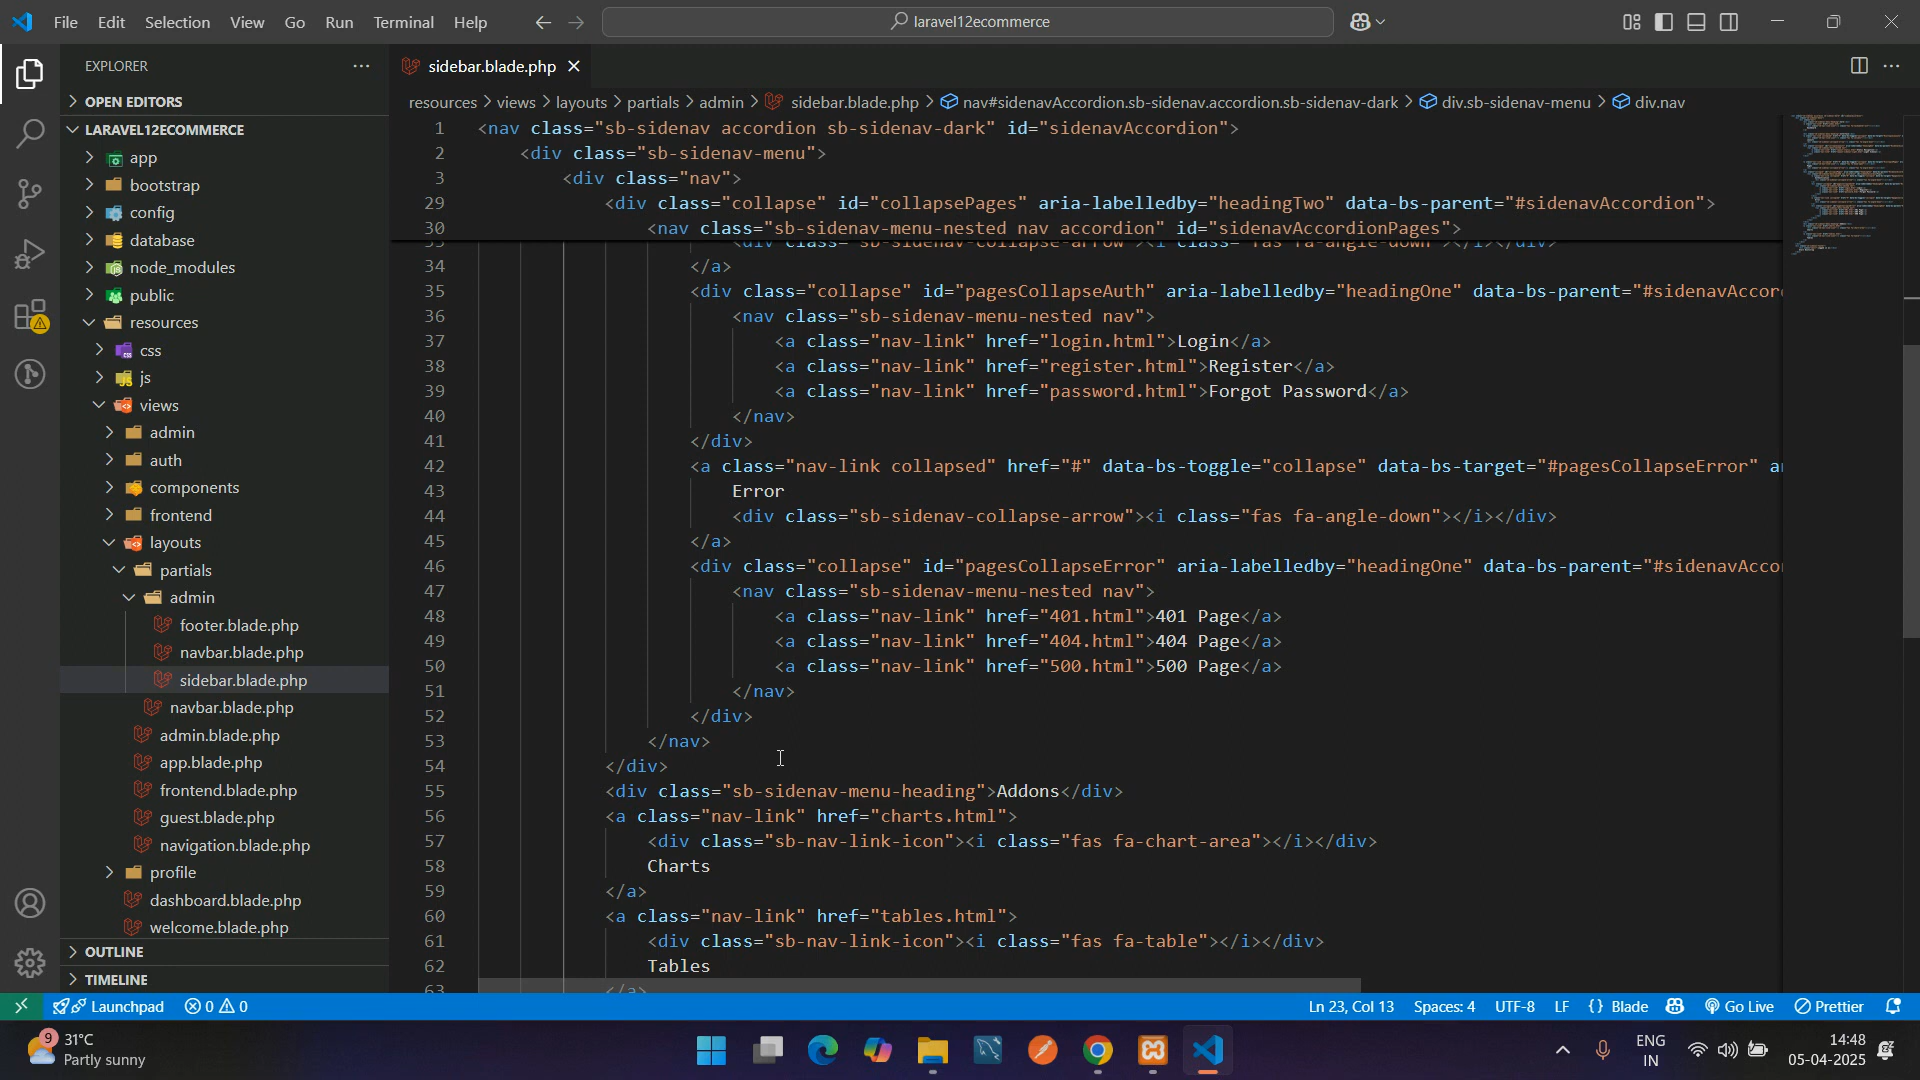 File Edit Selection View Go Run Terminal Help
laravel12ecommerce
EXPLORER
OPEN EDITORS
LARAVEL12ECOMMERCE
app
bootstrap
config
database
node_modules
public
resources
css
js
views
admin
auth
components
frontend
layouts
partials
admin
footer.blade.php
navbar.blade.php
sidebar.blade.php
navbar.blade.php
admin.blade.php
app.blade.php
frontend.blade.php
guest.blade.php
navigation.blade.php
profile
dashboard.blade.php
welcome.blade.php
OUTLINE
TIMELINE
sidebar.blade.php
resources > views > layouts > partials > admin > sidebar.blade.php > nav#sidenavAccordion.sb-sidenav.accordion.sb-sidenav-dark > div.sb-sidenav-menu > div.nav
1 <nav class="sb-sidenav accordion sb-sidenav-dark" id="sidenavAccordion">
2 <div class="sb-sidenav-menu">
3 <div class="nav">
29 <div class="collapse" id="collapsePages" aria-labelledby="headingTwo" data-bs-parent="#sidenavAccordion">
30 <nav class="sb-sidenav-menu-nested nav accordion" id="sidenavAccordionPages">
33 <div class="sb-sidenav-collapse-arrow"><i class="fas fa-angle-down"></i></div>
34 </a>
35 <div class="collapse" id="pagesCollapseAuth" aria-labelledby="headingOne" data-bs-parent="#sidenavAccor
36 <nav class="sb-sidenav-menu-nested nav">
37 <a class="nav-link" href="login.html">Login</a>
38 <a class="nav-link" href="register.html">Register</a>
39 <a class="nav-link" href="password.html">Forgot Password</a>
40 </nav>
41 </div>
42 <a class="nav-link collapsed" href="#" data-bs-toggle="collapse" data-bs-target="#pagesCollapseError" a
43 Error
44 <div class="sb-sidenav-collapse-arrow"><i class="fas fa-angle-down"></i></div>
45 </a>
46 <div class="collapse" id="pagesCollapseError" aria-labelledby="headingOne" data-bs-parent="#sidenavAcco
47 <nav class="sb-sidenav-menu-nested nav">
48 <a class="nav-link" href="401.html">401 Page</a>
49 <a class="nav-link" href="404.html">404 Page</a>
50 <a class="nav-link" href="500.html">500 Page</a>
51 </nav>
52 </div>
53 </nav>
54 </div>
55 <div class="sb-sidenav-menu-heading">Addons</div>
56 <a class="nav-link" href="charts.html">
57 <div class="sb-nav-link-icon"><i class="fas fa-chart-area"></i></div>
58 Charts
59 </a>
60 <a class="nav-link" href="tables.html">
61 <div class="sb-nav-link-icon"><i class="fas fa-table"></i></div>
62 Tables
63 </a>
Launchpad 0 0 Ln 23, Col 13 Spaces: 4 UTF-8 LF {} Blade Go Live Prettier
9 31°C
Partly sunny
ENG
IN
14:48
05-04-2025